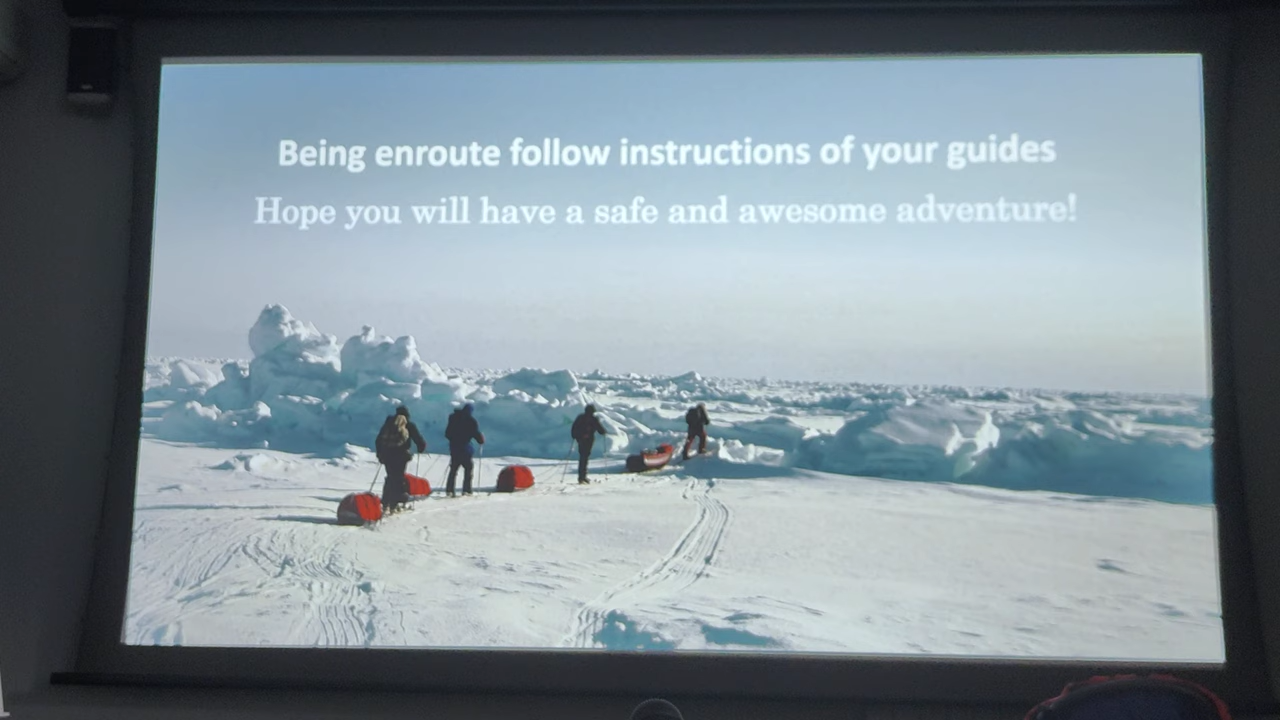 Being enroute follow instructions of your guides
Hope you will have a safe and awesome adventure!